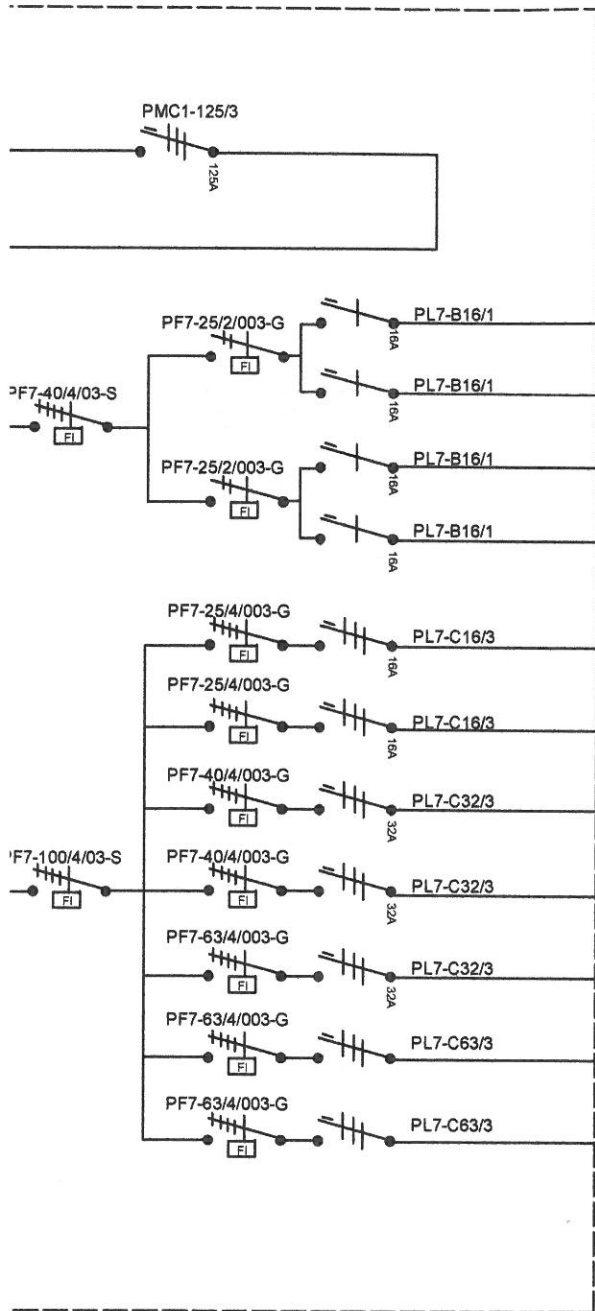 PMC1-125/3
125A
PF7-25/2/003-G
PL7-B16/1
16A
FI
PL7-B16/1
16A
PF7-40/4/03-S
FI
PF7-25/2/003-G
PL7-B16/1
16A
FI
PL7-B16/1
16A
PF7-25/4/003-G
PL7-C16/3
16A
FI
PF7-25/4/003-G
PL7-C16/3
16A
FI
PF7-40/4/003-G
PL7-C32/3
32A
FI
PF7-100/4/03-S
FI
PF7-40/4/003-G
PL7-C32/3
32A
FI
PF7-63/4/003-G
PL7-C32/3
32A
FI
PF7-63/4/003-G
PL7-C63/3
FI
PF7-63/4/003-G
PL7-C63/3
FI